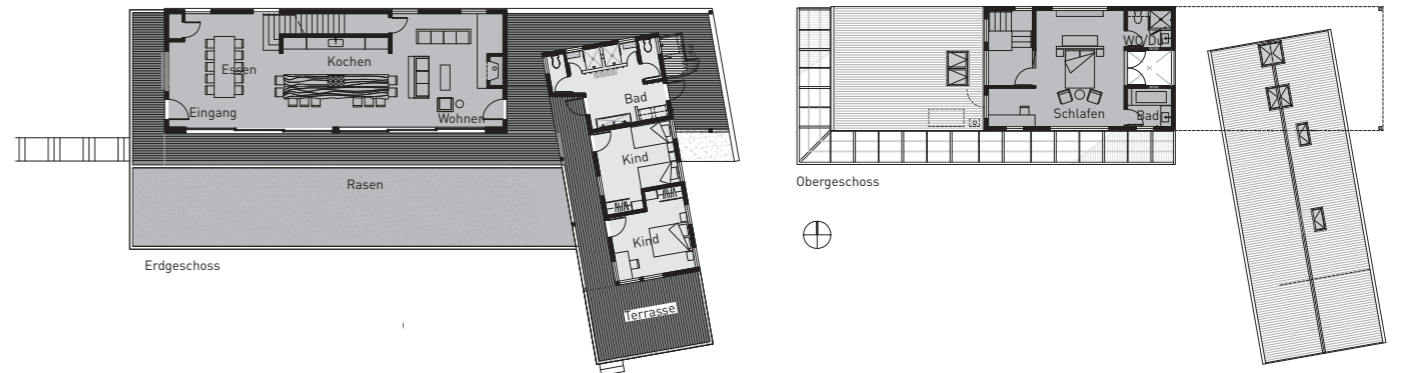 Essen
Kochen
Eingang
Wohnen
Bad
Kind
Kind
Rasen
Terrasse
Erdgeschoss
WC/Du
Schlafen
Bad
Obergeschoss